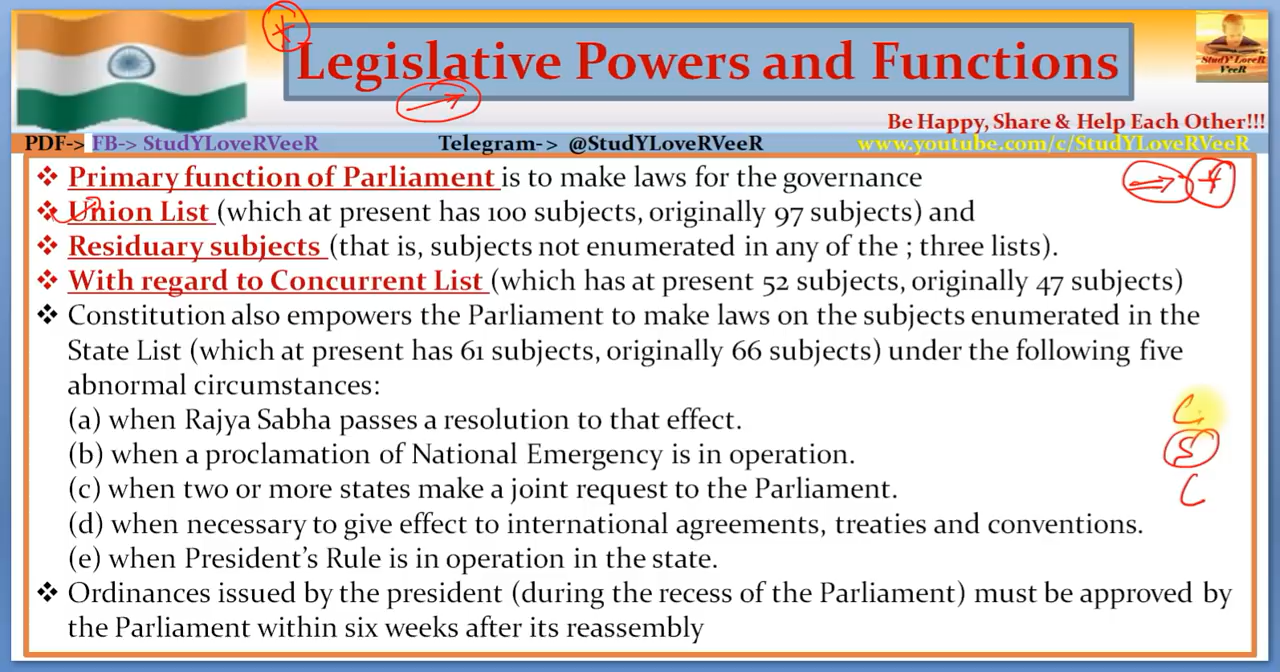 Legislative Powers and Functions
StudY LoveR
VeeR
Be Happy, Share & Help Each Other!!!
PDF-> FB-> StudYLoveRVeeR Telegram-> @StudYLoveRVeeR www.youtube.com/c/StudYLoveRVeeR
❖ Primary function of Parliament is to make laws for the governance
❖ Union List (which at present has 100 subjects, originally 97 subjects) and
❖ Residuary subjects (that is, subjects not enumerated in any of the ; three lists).
❖ With regard to Concurrent List (which has at present 52 subjects, originally 47 subjects)
❖ Constitution also empowers the Parliament to make laws on the subjects enumerated in the
State List (which at present has 61 subjects, originally 66 subjects) under the following five
abnormal circumstances:
(a) when Rajya Sabha passes a resolution to that effect.
(b) when a proclamation of National Emergency is in operation.
(c) when two or more states make a joint request to the Parliament.
(d) when necessary to give effect to international agreements, treaties and conventions.
(e) when President's Rule is in operation in the state.
C
S
C
❖ Ordinances issued by the president (during the recess of the Parliament) must be approved by
the Parliament within six weeks after its reassembly